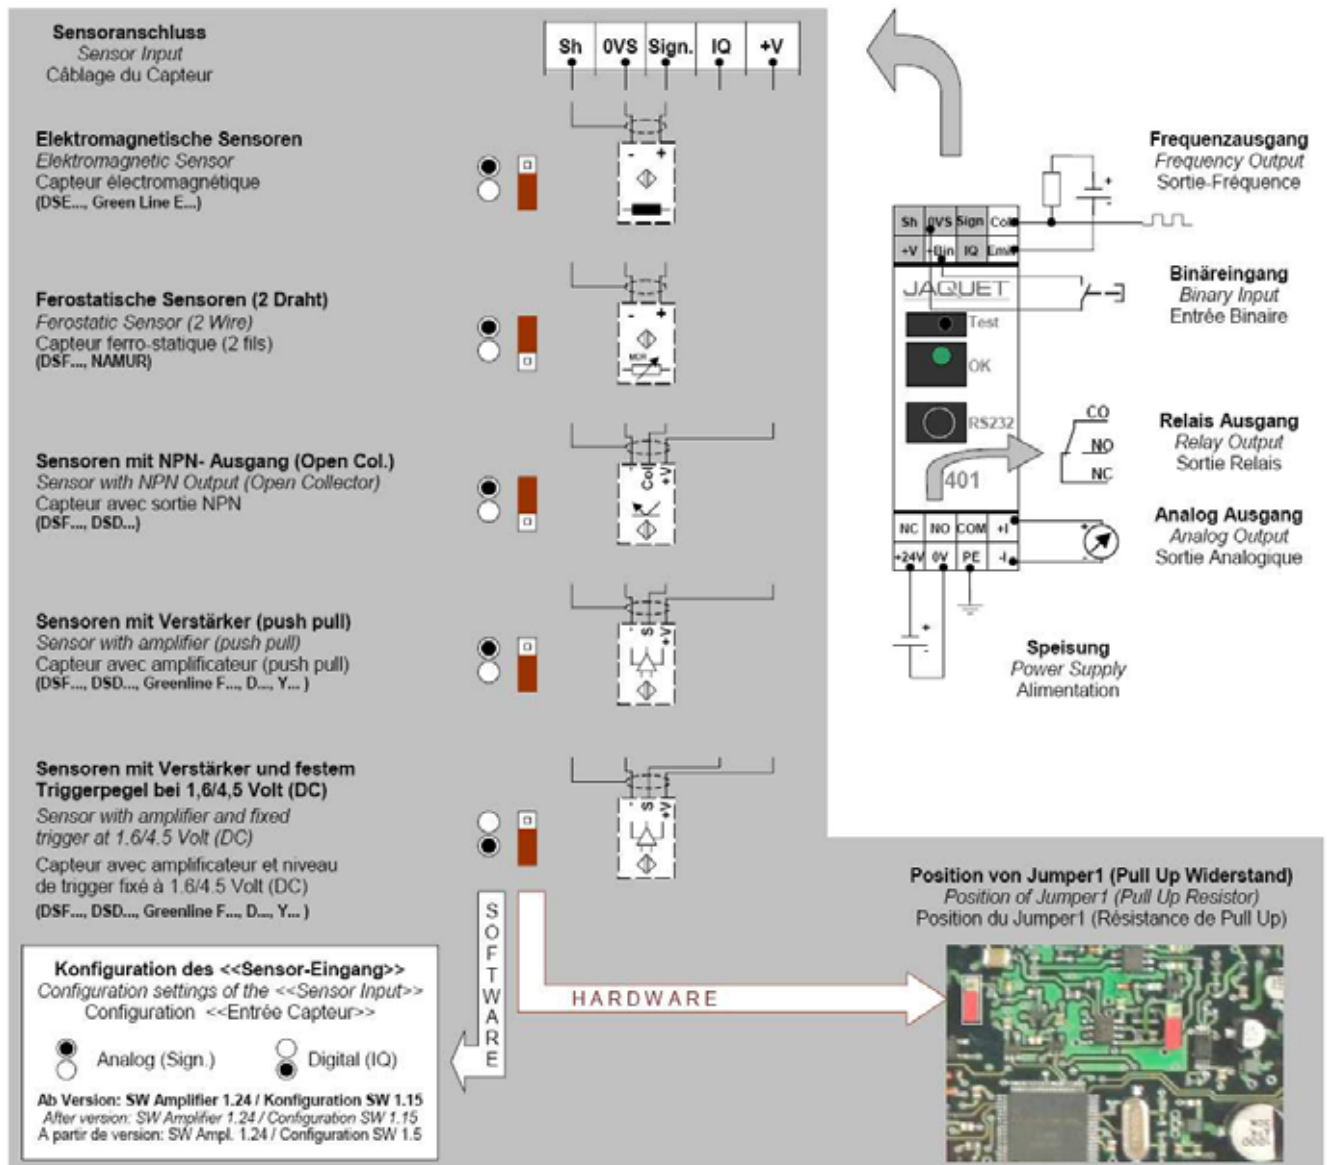 Sensoranschluss
Sensor Input
Câblage du Capteur
Sh 0VS Sign. IQ +V
Elektromagnetische Sensoren
Elektromagnetic Sensor
Capteur électromagnétique
(DSE..., Green Line E...)
- +
Ferostatische Sensoren (2 Draht)
Ferostatic Sensor (2 Wire)
Capteur ferro-statique (2 fils)
(DSF..., NAMUR)
- +
MCR
Sensoren mit NPN- Ausgang (Open Col.)
Sensor with NPN Output (Open Collector)
Capteur avec sortie NPN
(DSF..., DSD...)
- Col +V
Sensoren mit Verstärker (push pull)
Sensor with amplifier (push pull)
Capteur avec amplificateur (push pull)
(DSF..., DSD..., Greenline F..., D..., Y... )
- S +V
Sensoren mit Verstärker und festem
Triggerpegel bei 1,6/4,5 Volt (DC)
Sensor with amplifier and fixed
trigger at 1.6/4.5 Volt (DC)
Capteur avec amplificateur et niveau
de trigger fixé à 1.6/4.5 Volt (DC)
(DSF..., DSD..., Greenline F..., D..., Y... )
- S +V
SOFTWARE
HARDWARE
Konfiguration des <<Sensor-Eingang>>
Configuration settings of the <<Sensor Input>>
Configuration <<Entrée Capteur>>
Analog (Sign.) Digital (IQ)
Ab Version: SW Amplifier 1.24 / Konfiguration SW 1.15
After version: SW Amplifier 1.24 / Configuration SW 1.15
A partir de version: SW Ampl. 1.24 / Configuration SW 1.5
Frequenzausgang
Frequency Output
Sortie-Fréquence
+
-
Sh 0VS Sign Col
+V +Bin IQ Emit
JAQUET
Test
OK
RS232
401
NC NO COM +I
+24V 0V PE -I
Binäreingang
Binary Input
Entrée Binaire
CO
NO
NC
Relais Ausgang
Relay Output
Sortie Relais
+
-
Analog Ausgang
Analog Output
Sortie Analogique
+
-
Speisung
Power Supply
Alimentation
Position von Jumper1 (Pull Up Widerstand)
Position of Jumper1 (Pull Up Resistor)
Position du Jumper1 (Résistance de Pull Up)